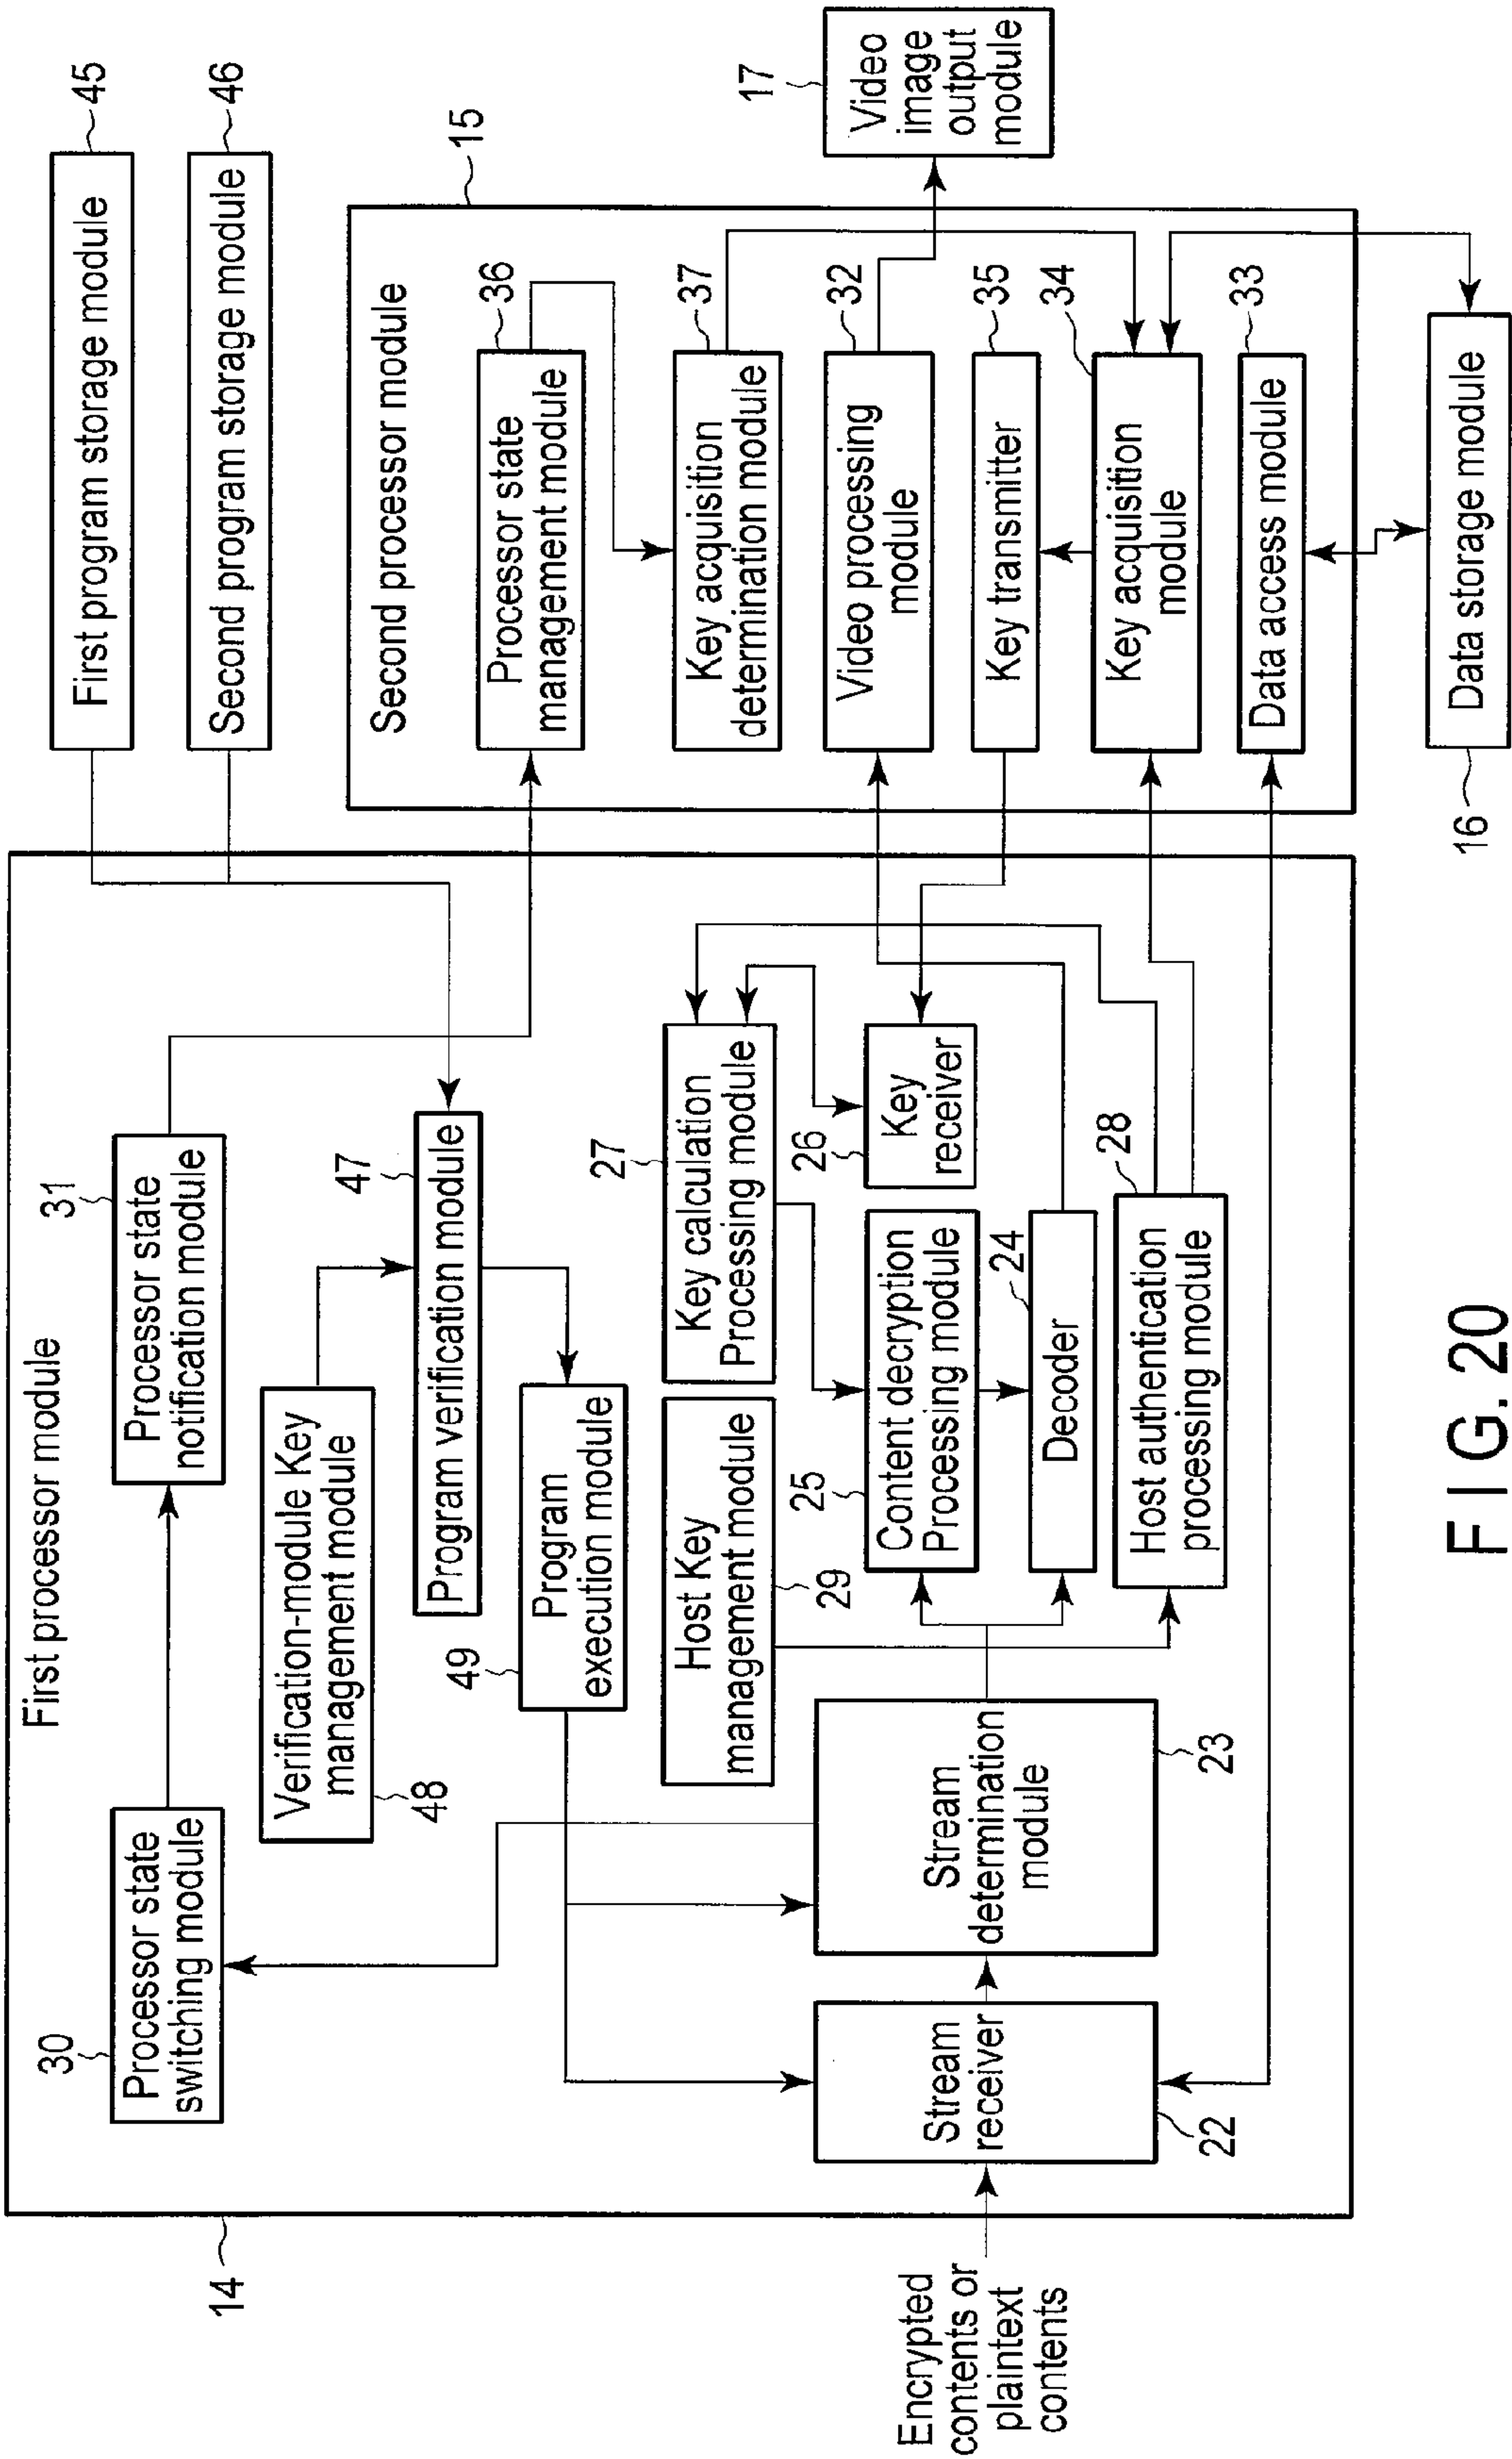 First processor module
14
30
Processor state
switching module
31
Processor state
notification module
Verification-module Key
management module
48
47
Program verification module
49
Program
execution module
Host Key
management module
29
27
Key calculation
Processing module
26
Key
receiver
25
Content decryption
Processing module
24
Decoder
28
Host authentication
processing module
Stream
determination
module
23
Stream
receiver
22
Encrypted
contents or
plaintext
contents
First program storage module
45
Second program storage module
46
15
Second processor module
36
Processor state
management module
37
Key acquisition
determination module
32
Video processing
module
35
Key transmitter
34
Key acquisition
module
33
Data access module
17
Video
image
output
module
16
Data storage module
FIG. 20